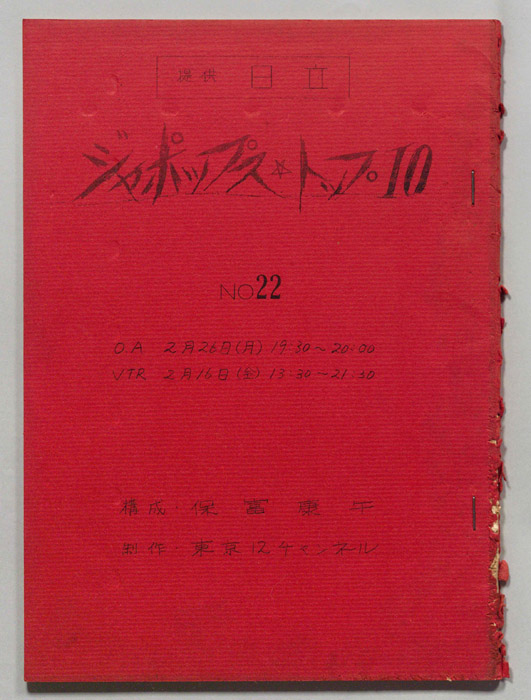 提供 日立
ジャポップス☆トップ10
NO22
O.A 2月26日(月) 19:30〜20:00
VTR 2月16日(金) 13:30〜21:30
構成・保富康午
制作・東京12チャンネル